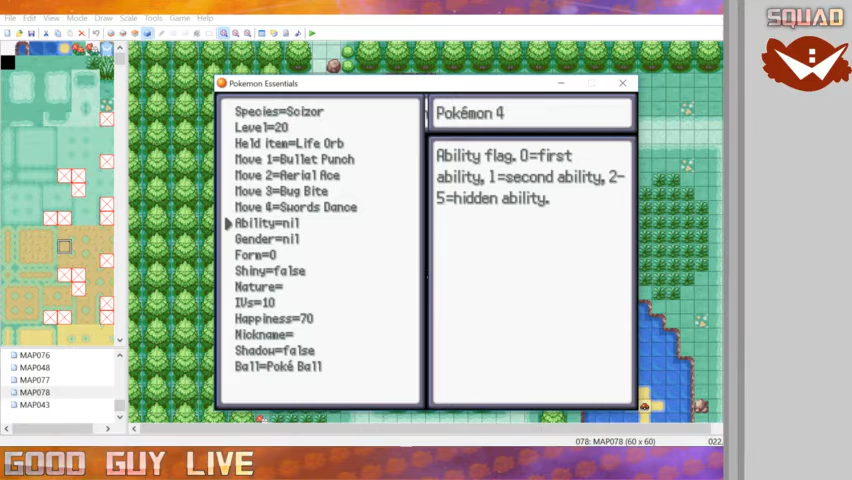 File Edit View Mode Draw Scale Tools Game Help
SQUAD
Pokemon Essentials
Species=Scizor
Level=20
Held item=Life Orb
Move 1=Bullet Punch
Move 2=Aerial Ace
Move 3=Bug Bite
Move 4=Swords Dance
Ability=nil
Gender=nil
Form=0
Shiny=false
Nature=
IVs=10
Happiness=70
Nickname=
Shadow=false
Ball=Poké Ball
Pokémon 4
Ability flag. 0=first
ability, 1=second ability, 2-
5=hidden ability.
MAP076
MAP048
MAP077
MAP078
MAP043
078: MAP078 (60 x 60)
022,
GOOD GUY LIVE